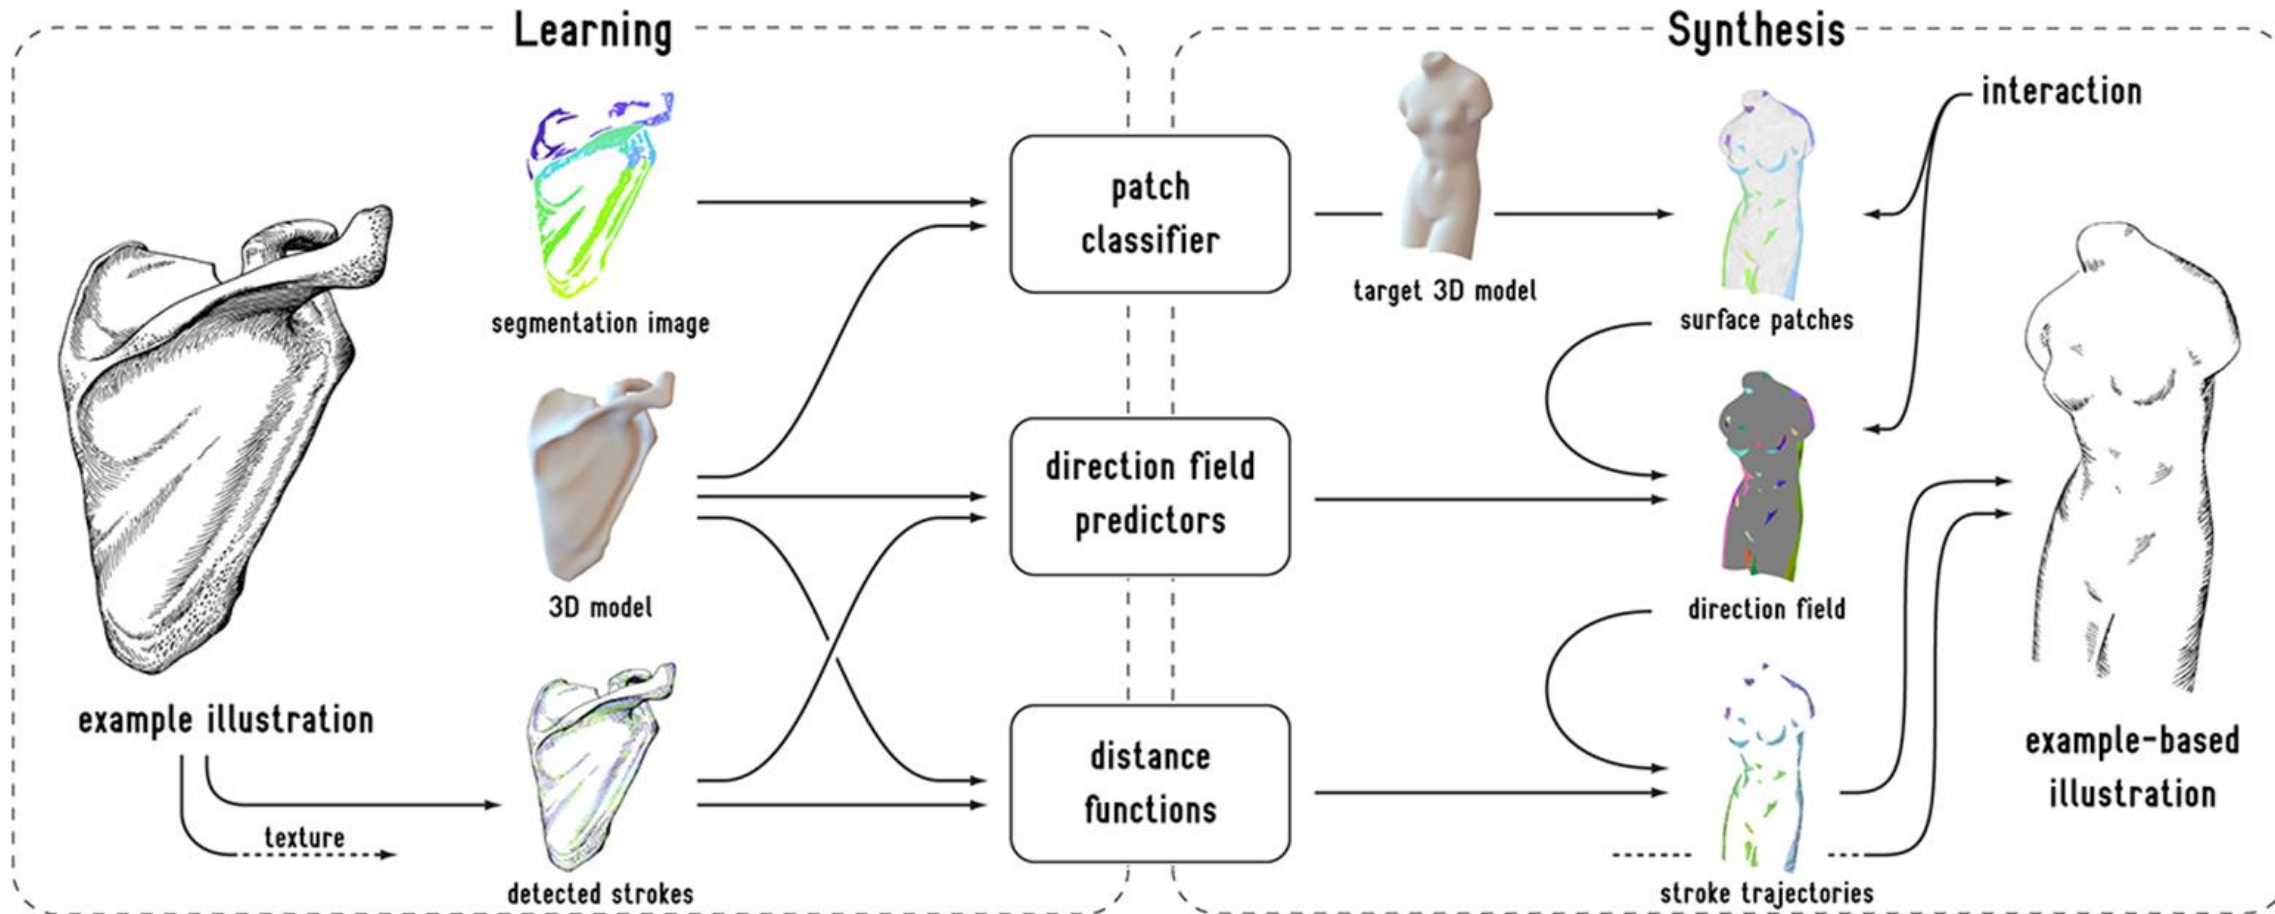 Learning
Synthesis
segmentation image
3D model
example illustration
texture
detected strokes
patch
classifier
direction field
predictors
distance
functions
target 3D model
interaction
surface patches
direction field
stroke trajectories
example-based
illustration